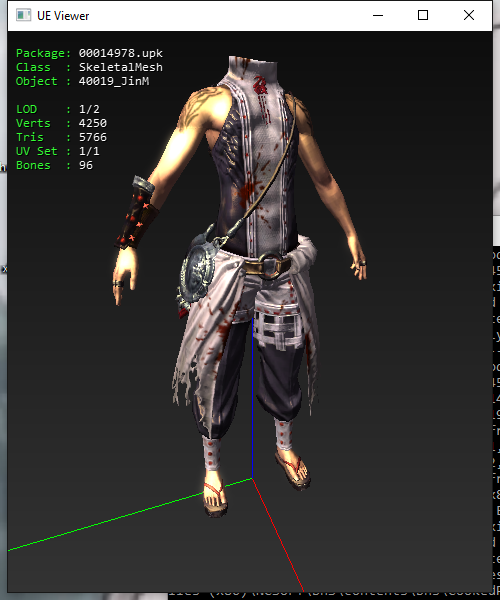 UE Viewer
Package: 00014978.upk
Class : SkeletalMesh
Object : 40019_JinM
LOD : 1/2
Verts : 4250
Tris : 5766
UV Set : 1/1
Bones : 96